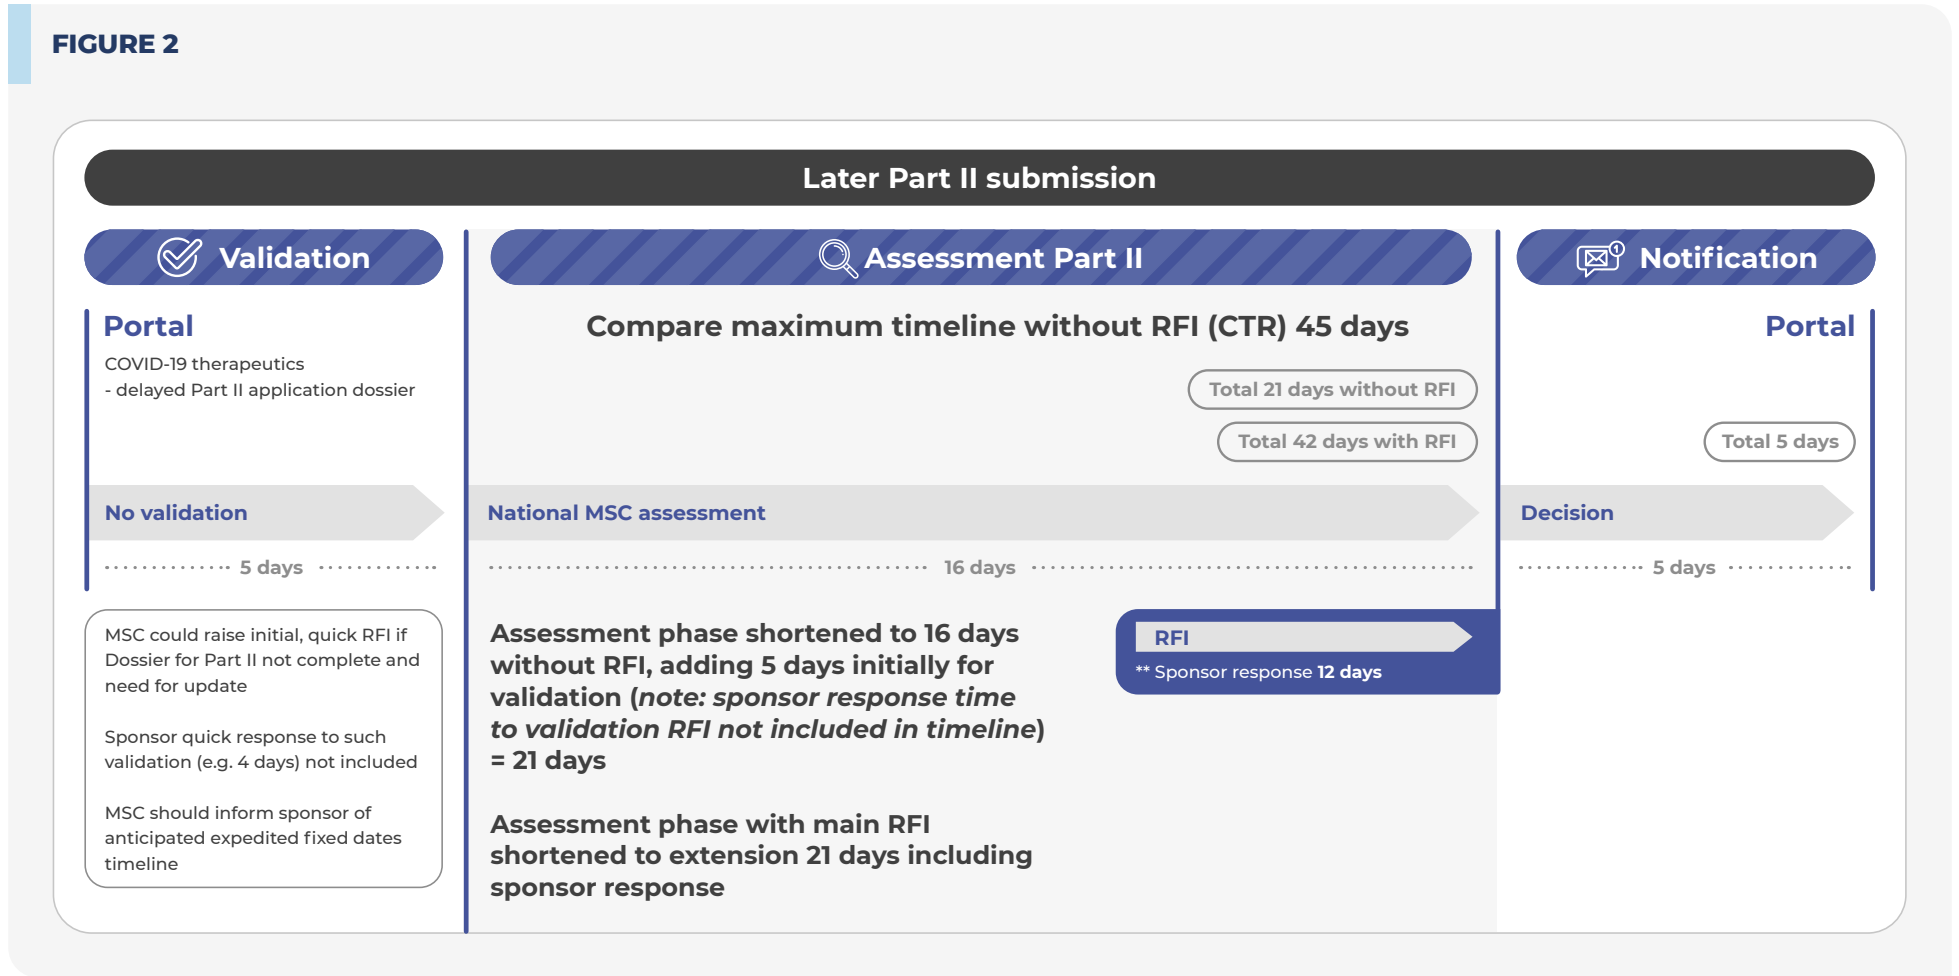 FIGURE 2
Later Part II submission
Validation
Portal
COVID-19 therapeutics
- delayed Part II application dossier
No validation
5 days
MSC could raise initial, quick RFI if
Dossier for Part II not complete and
need for update
Sponsor quick response to such
validation (e.g. 4 days) not included
MSC should inform sponsor of
anticipated expedited fixed dates
timeline
Assessment Part II
Compare maximum timeline without RFI (CTR) 45 days
Total 21 days without RFI
Total 42 days with RFI
National MSC assessment
16 days
Assessment phase shortened to 16 days
without RFI, adding 5 days initially for
validation (note: sponsor response time
to validation RFI not included in timeline)
= 21 days
Assessment phase with main RFI
shortened to extension 21 days including
sponsor response
RFI
** Sponsor response 12 days
Notification
1
Portal
Total 5 days
Decision
5 days